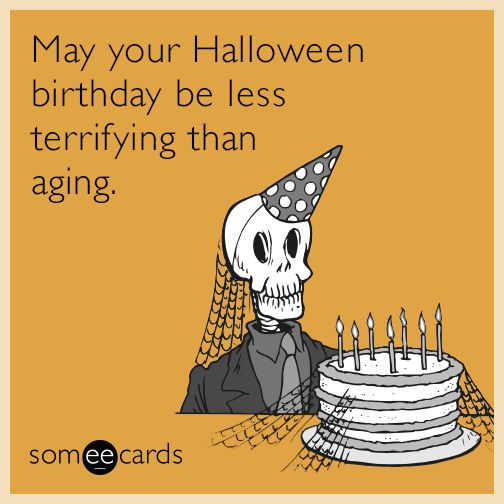 May your Halloween
birthday be less
terrifying than
aging.
someecards